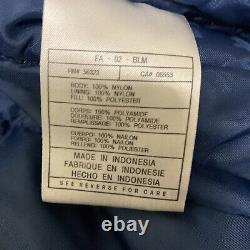 FA - 02 - BLM
RN# 56323 CA# 05553
BODY: 100% NYLON
LINING: 100% NYLON
FILL: 100% POLYESTER
CORPS: 100% POLYAMIDE
DOUBLURE: 100% POLYAMIDE
REMPLISSAGE: 100% POLYESTER
CUERPO: 100% NAILON
FORRO: 100% NAILON
RELLENO: 100% POLIESTER
MADE IN INDONESIA
FABRIQUE EN INDONESIE
HECHO EN INDONESIA
SEE REVERSE FOR CARE